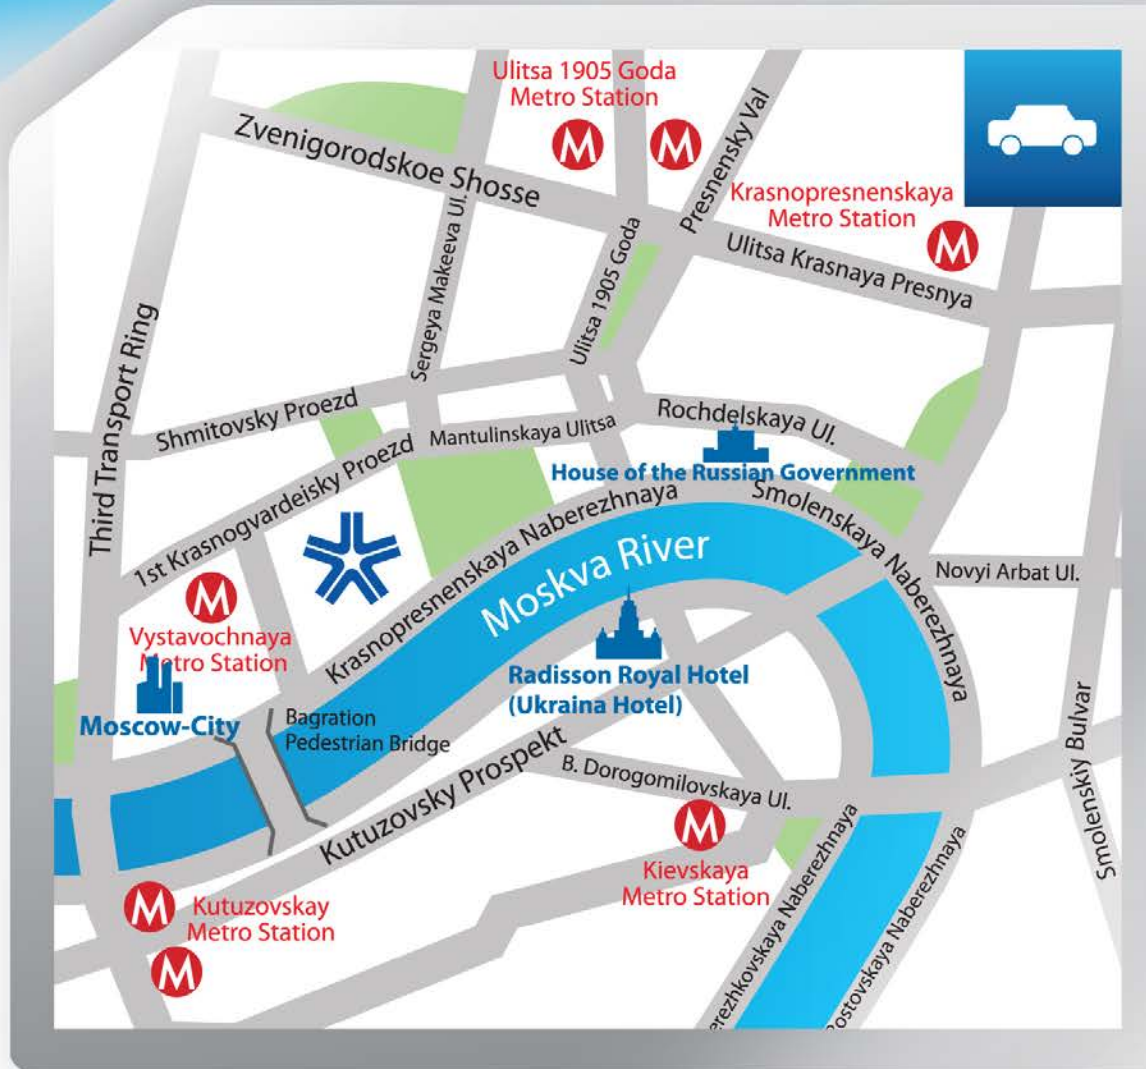 Ulitsa 1905 Goda
Metro Station
M
M
Zvenigorodskoe Shosse
Presnensky Val
Krasnopresnenskaya
Metro Station
M
Sergeya Makeeva Ul.
Ulitsa 1905 Goda
Ulitsa Krasnaya Presnya
Third Transport Ring
Shmitovsky Proezd
Mantulinskaya Ulitsa
Rochdelskaya Ul.
1st Krasnogvardeisky Proezd
House of the Russian Government
Krasnopresnenskaya Naberezhnaya
Smolenskaya Naberezhnaya
Moskva River
Novyi Arbat Ul.
M
Vystavochnaya
Metro Station
Moscow-City
Radisson Royal Hotel
(Ukraina Hotel)
Bagration
Pedestrian Bridge
Kutuzovsky Prospekt
B. Dorogomilovskaya Ul.
Smolenskiy Bulvar
M
Kievskaya
Metro Station
M
Kutuzovskay
Metro Station
M
erezhkovskaya Naberezhnaya
Rostovskaya Naberezhnaya